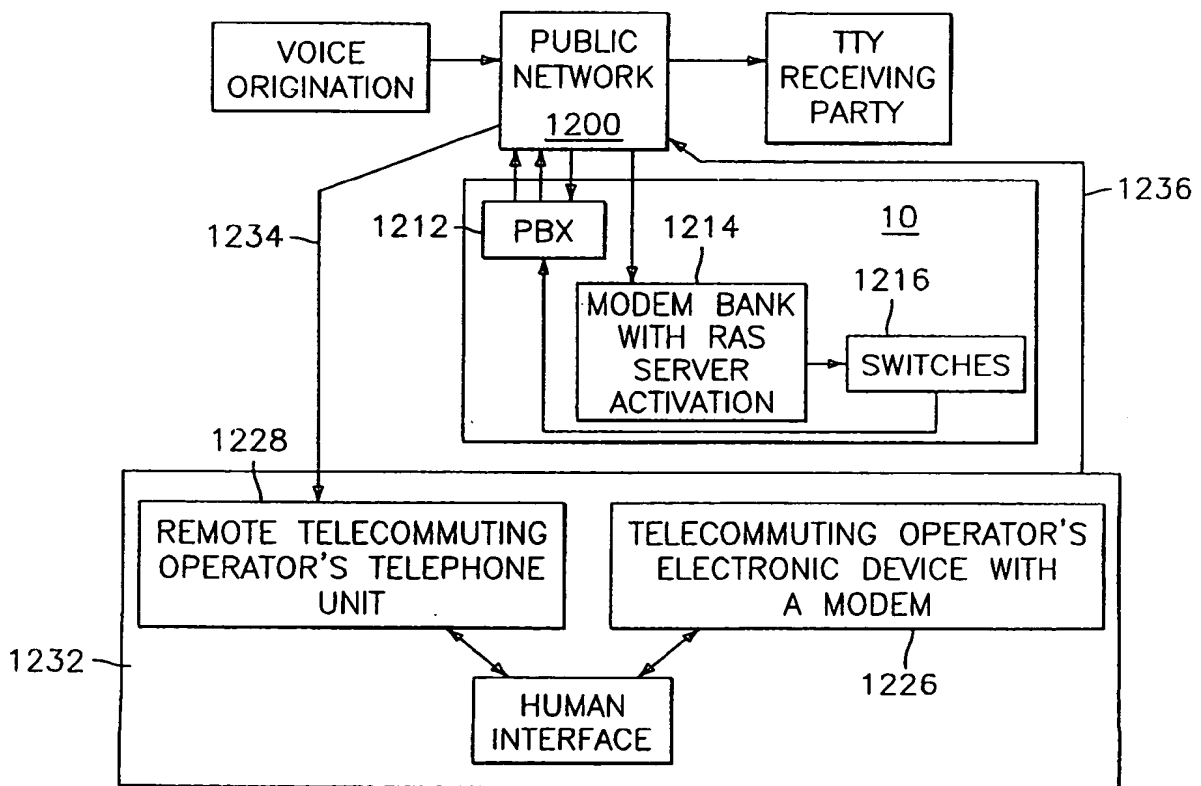 VOICE
ORIGINATION
PUBLIC
NETWORK
1200
TTY
RECEIVING
PARTY
1236
1234
1212
PBX
1214
10
1216
MODEM BANK
WITH RAS
SERVER
ACTIVATION
SWITCHES
1228
REMOTE TELECOMMUTING
OPERATOR'S TELEPHONE
UNIT
TELECOMMUTING OPERATOR'S
ELECTRONIC DEVICE WITH
A MODEM
1232
1226
HUMAN
INTERFACE